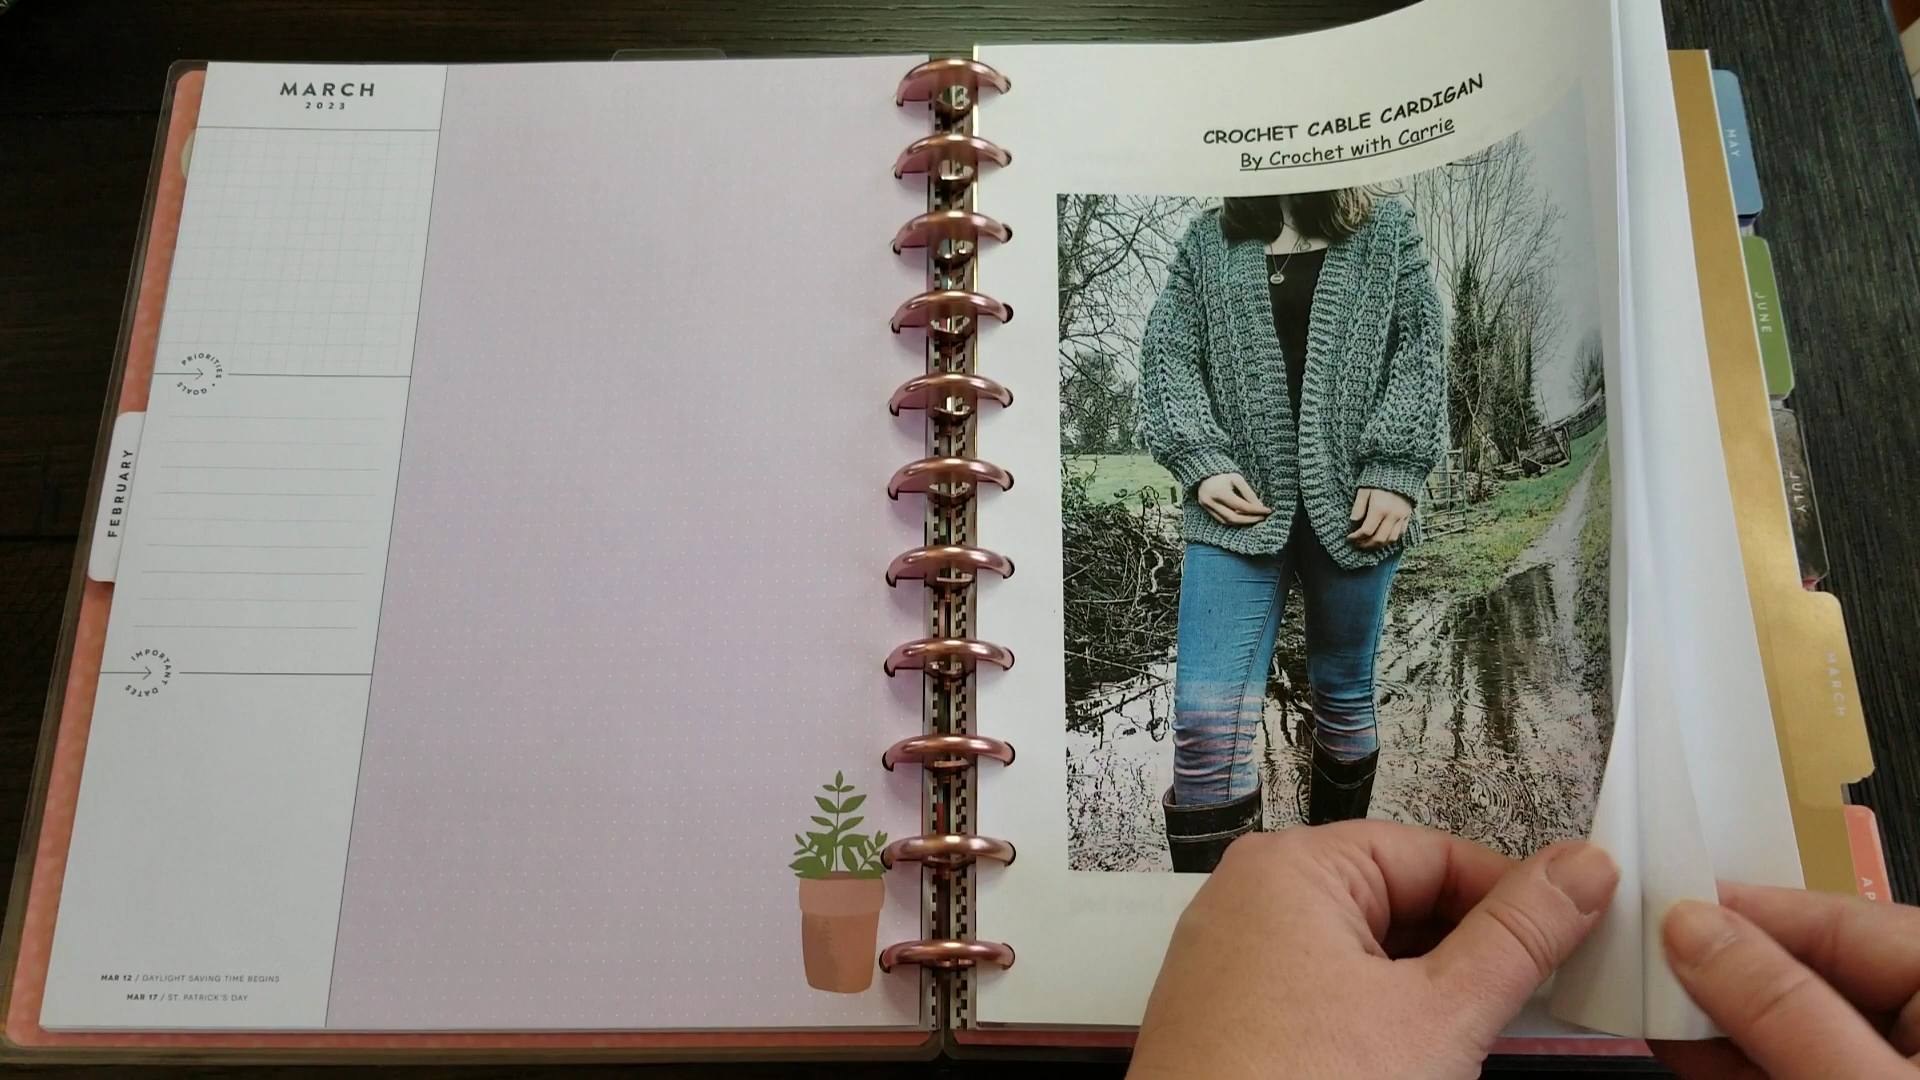 MARCH
2023
PRIORITIES + GOALS
IMPORTANT DATES
MAR 12 / DAYLIGHT SAVING TIME BEGINS
MAR 17 / ST. PATRICK'S DAY
FEBRUARY
CROCHET CABLE CARDIGAN
By Crochet with Carrie
MAY
JUNE
JULY
MARCH
AP